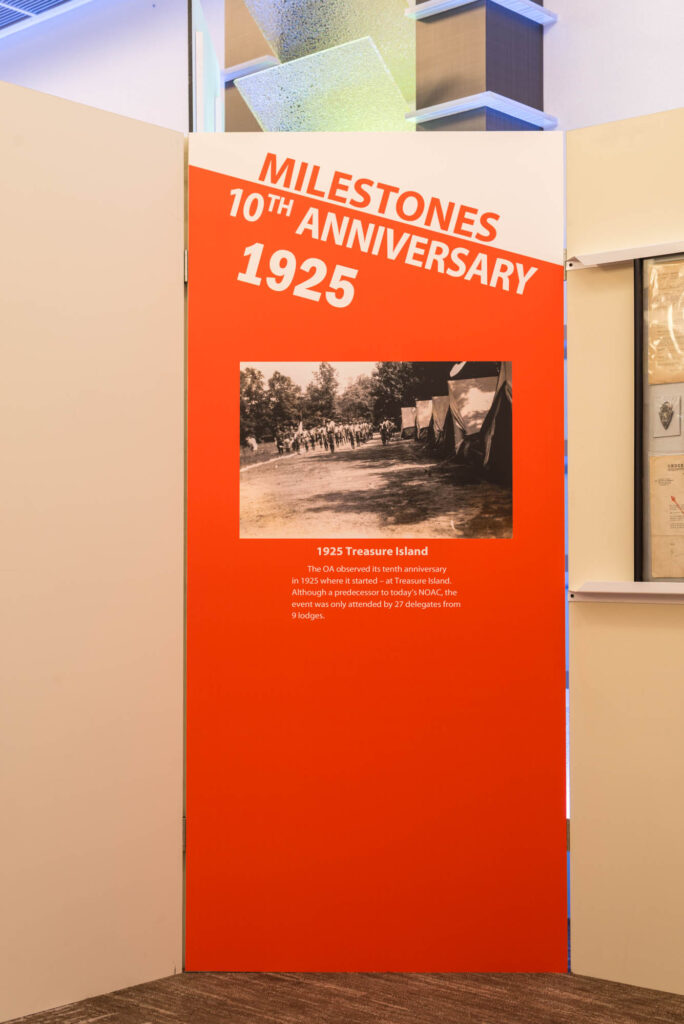 MILESTONES
10TH ANNIVERSARY
1925
1925 Treasure Island
The OA observed its tenth anniversary
in 1925 where it started – at Treasure Island.
Although a predecessor to today's NOAC, the
event was only attended by 27 delegates from
9 lodges.